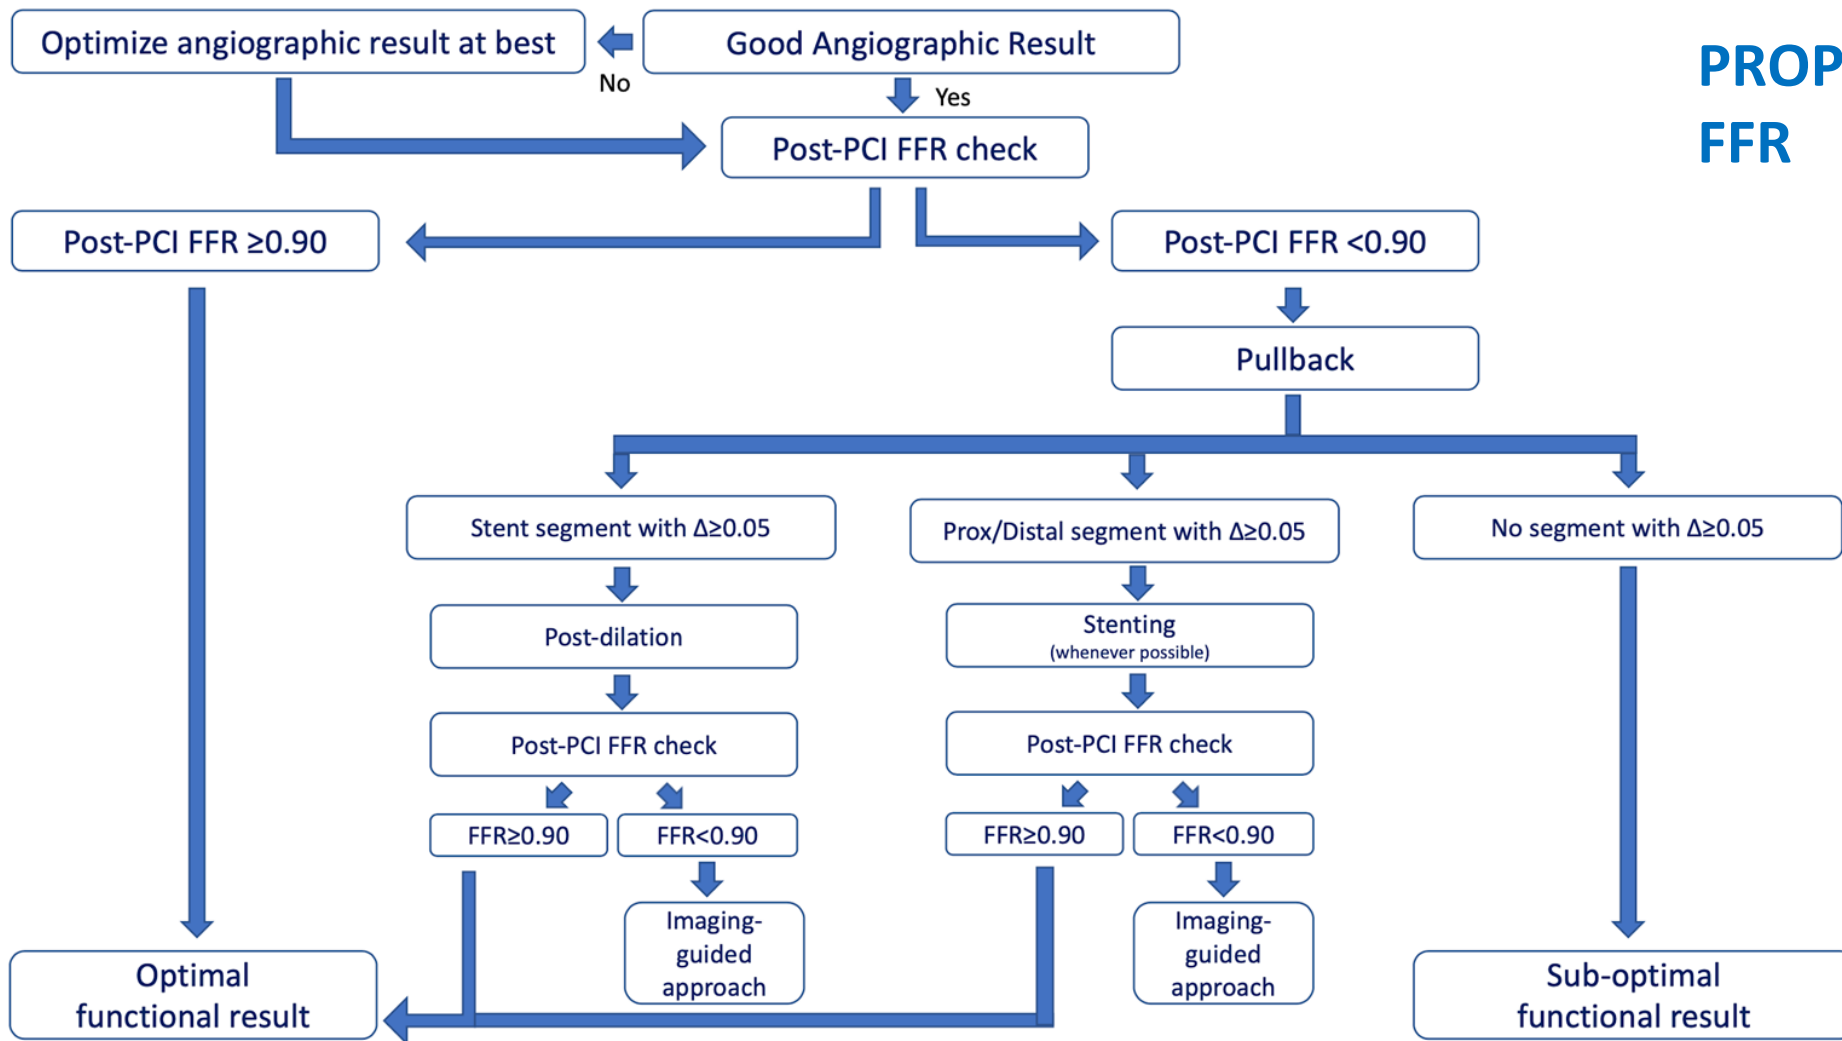 Optimize angiographic result at best
Good Angiographic Result
No
Yes
PROP
FFR
Post-PCI FFR check
Post-PCI FFR ≥0.90
Post-PCI FFR <0.90
Pullback
Stent segment with Δ≥0.05
Prox/Distal segment with Δ≥0.05
No segment with Δ≥0.05
Post-dilation
Stenting
(whenever possible)
Post-PCI FFR check
Post-PCI FFR check
FFR≥0.90
FFR<0.90
FFR≥0.90
FFR<0.90
Imaging-
guided
approach
Imaging-
guided
approach
Optimal
functional result
Sub-optimal
functional result